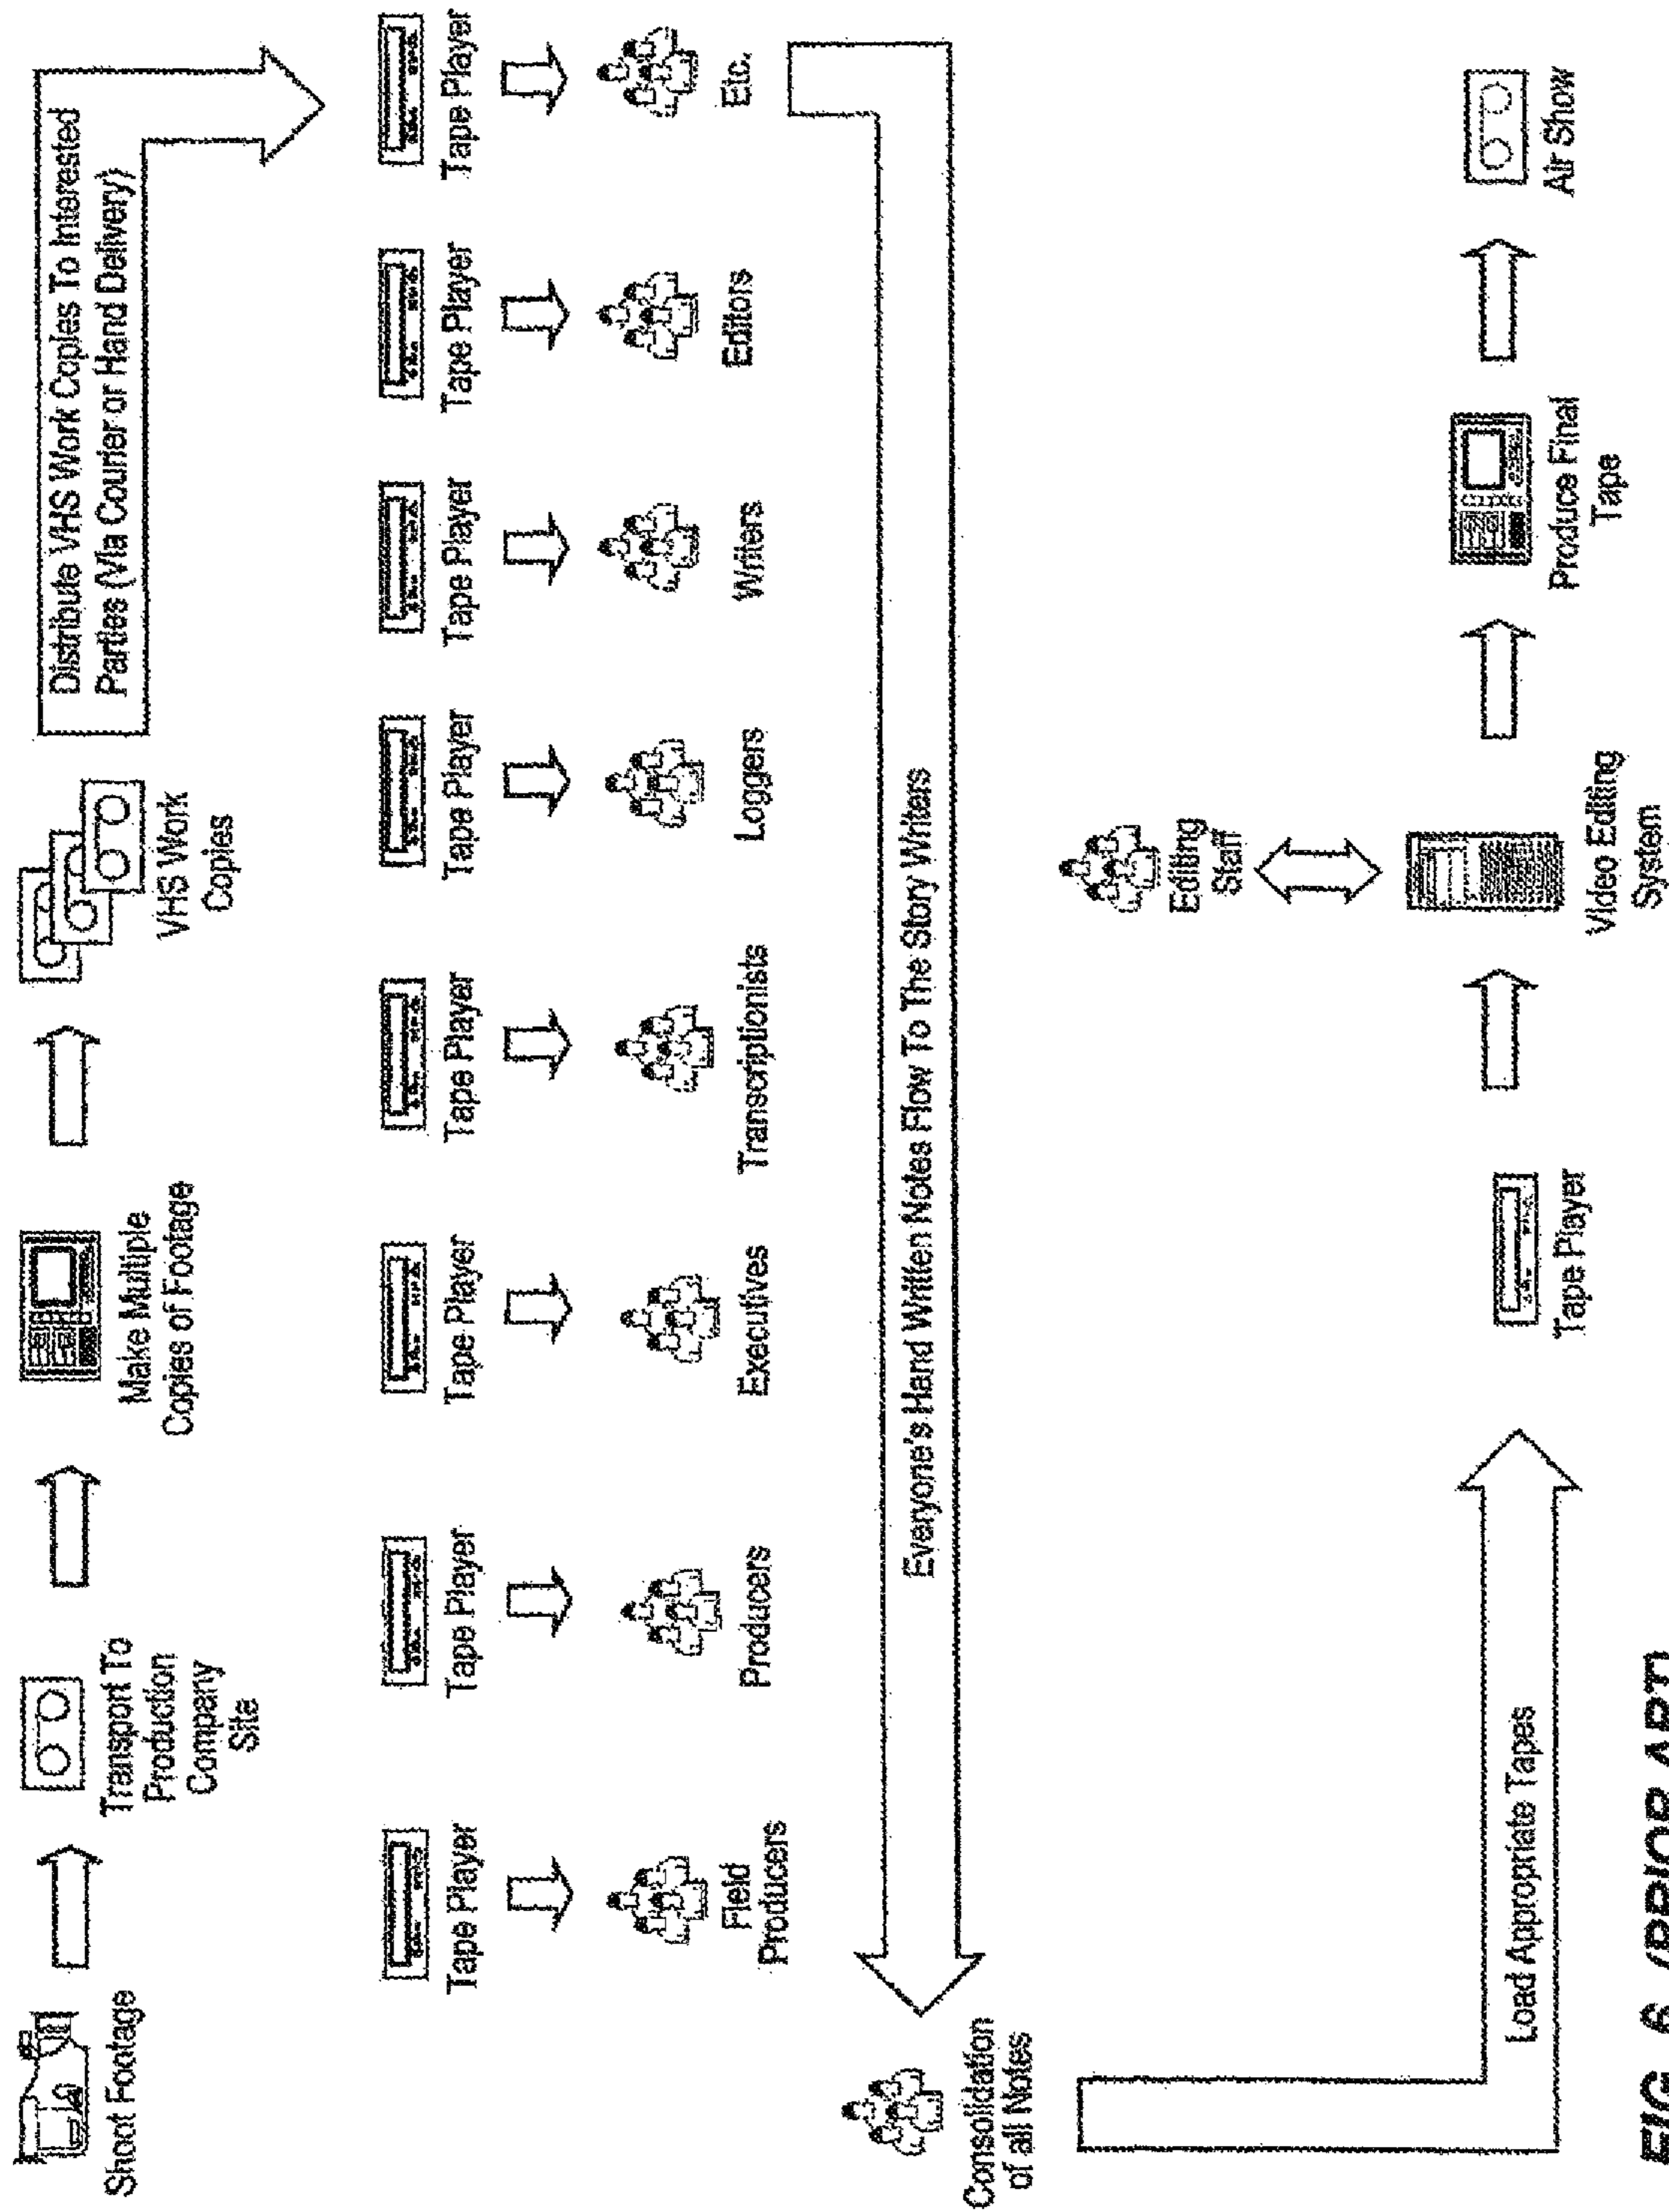 Shoot Footage
Transport To
Production
Company
Site
Make Multiple
Copies of Footage
VHS Work
Copies
Distribute VHS Work Copies To Interested
Parties (Via Courier or Hand Delivery)
Tape Player
Tape Player
Tape Player
Tape Player
Tape Player
Tape Player
Tape Player
Tape Player
Field
Producers
Producers
Executives
Transcriptionists
Loggers
Writers
Editors
Etc.
Everyone's Hand Written Notes Flow To The Story Writers
Consolidation
of all Notes
Load Appropriate Tapes
Tape Player
Editing
Staff
Video Editing
System
Produce Final
Tape
Air Show
FIG. 6 (PRIOR ART)